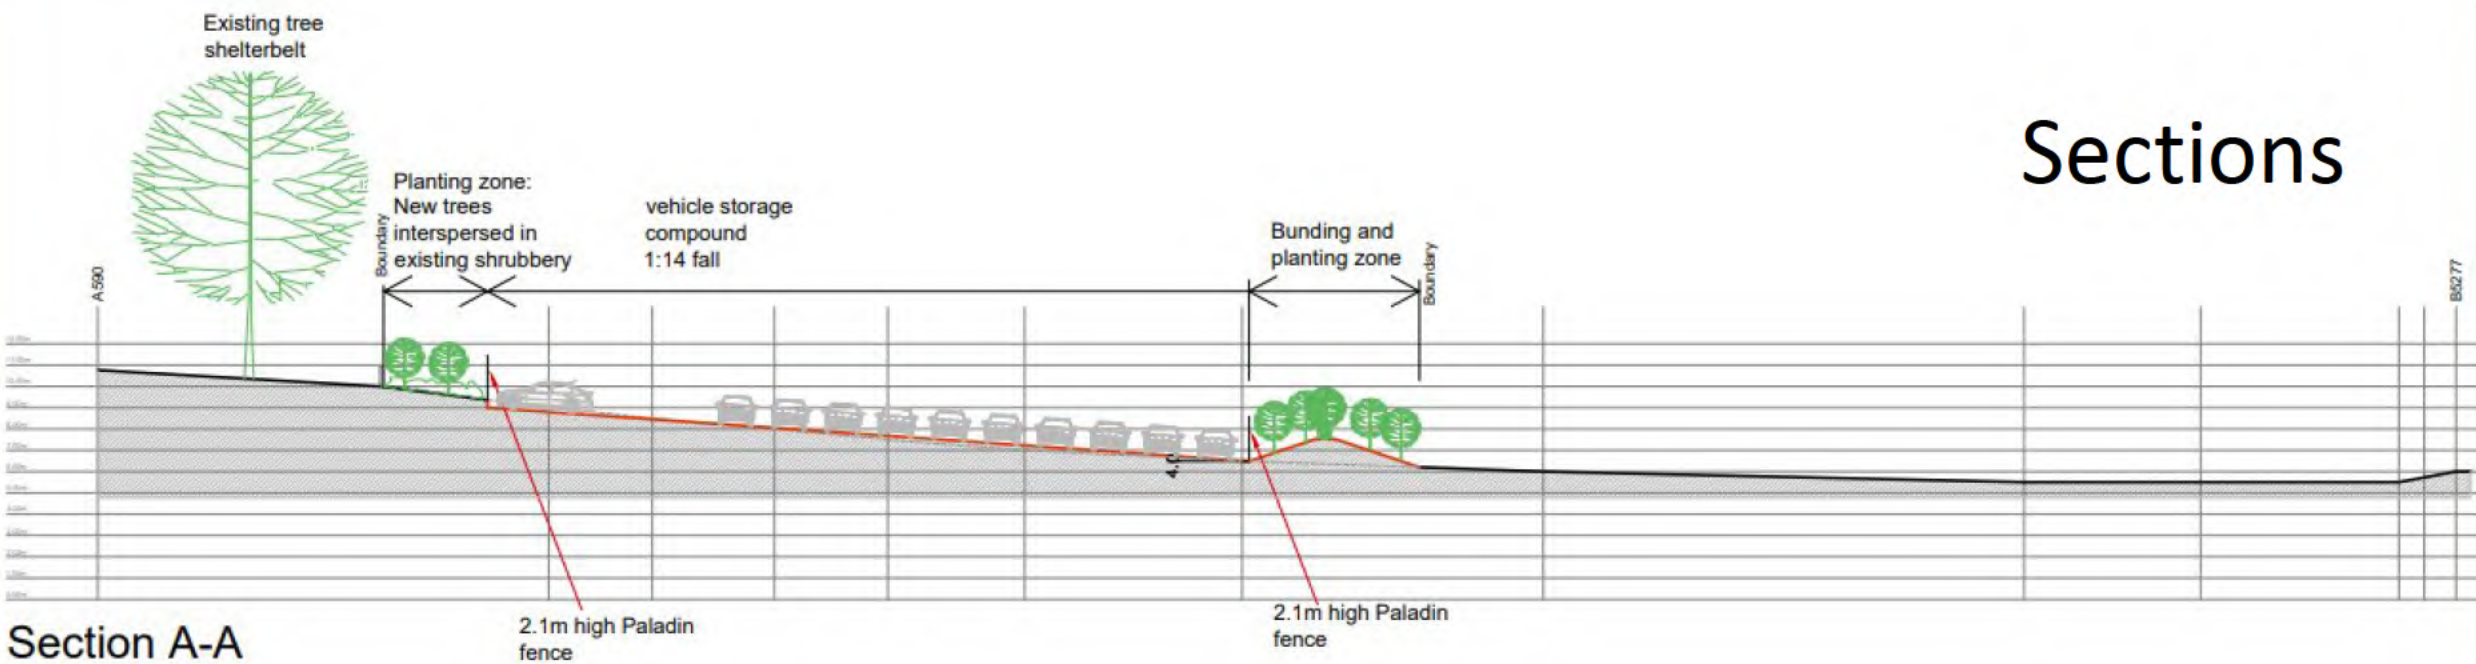 Existing tree
shelterbelt
Sections
Planting zone:
New trees
interspersed in
existing shrubbery
vehicle storage
compound
1:14 fall
Bunding and
planting zone
Boundary
Boundary
A590
B5277
2.1m high Paladin
fence
2.1m high Paladin
fence
Section A-A